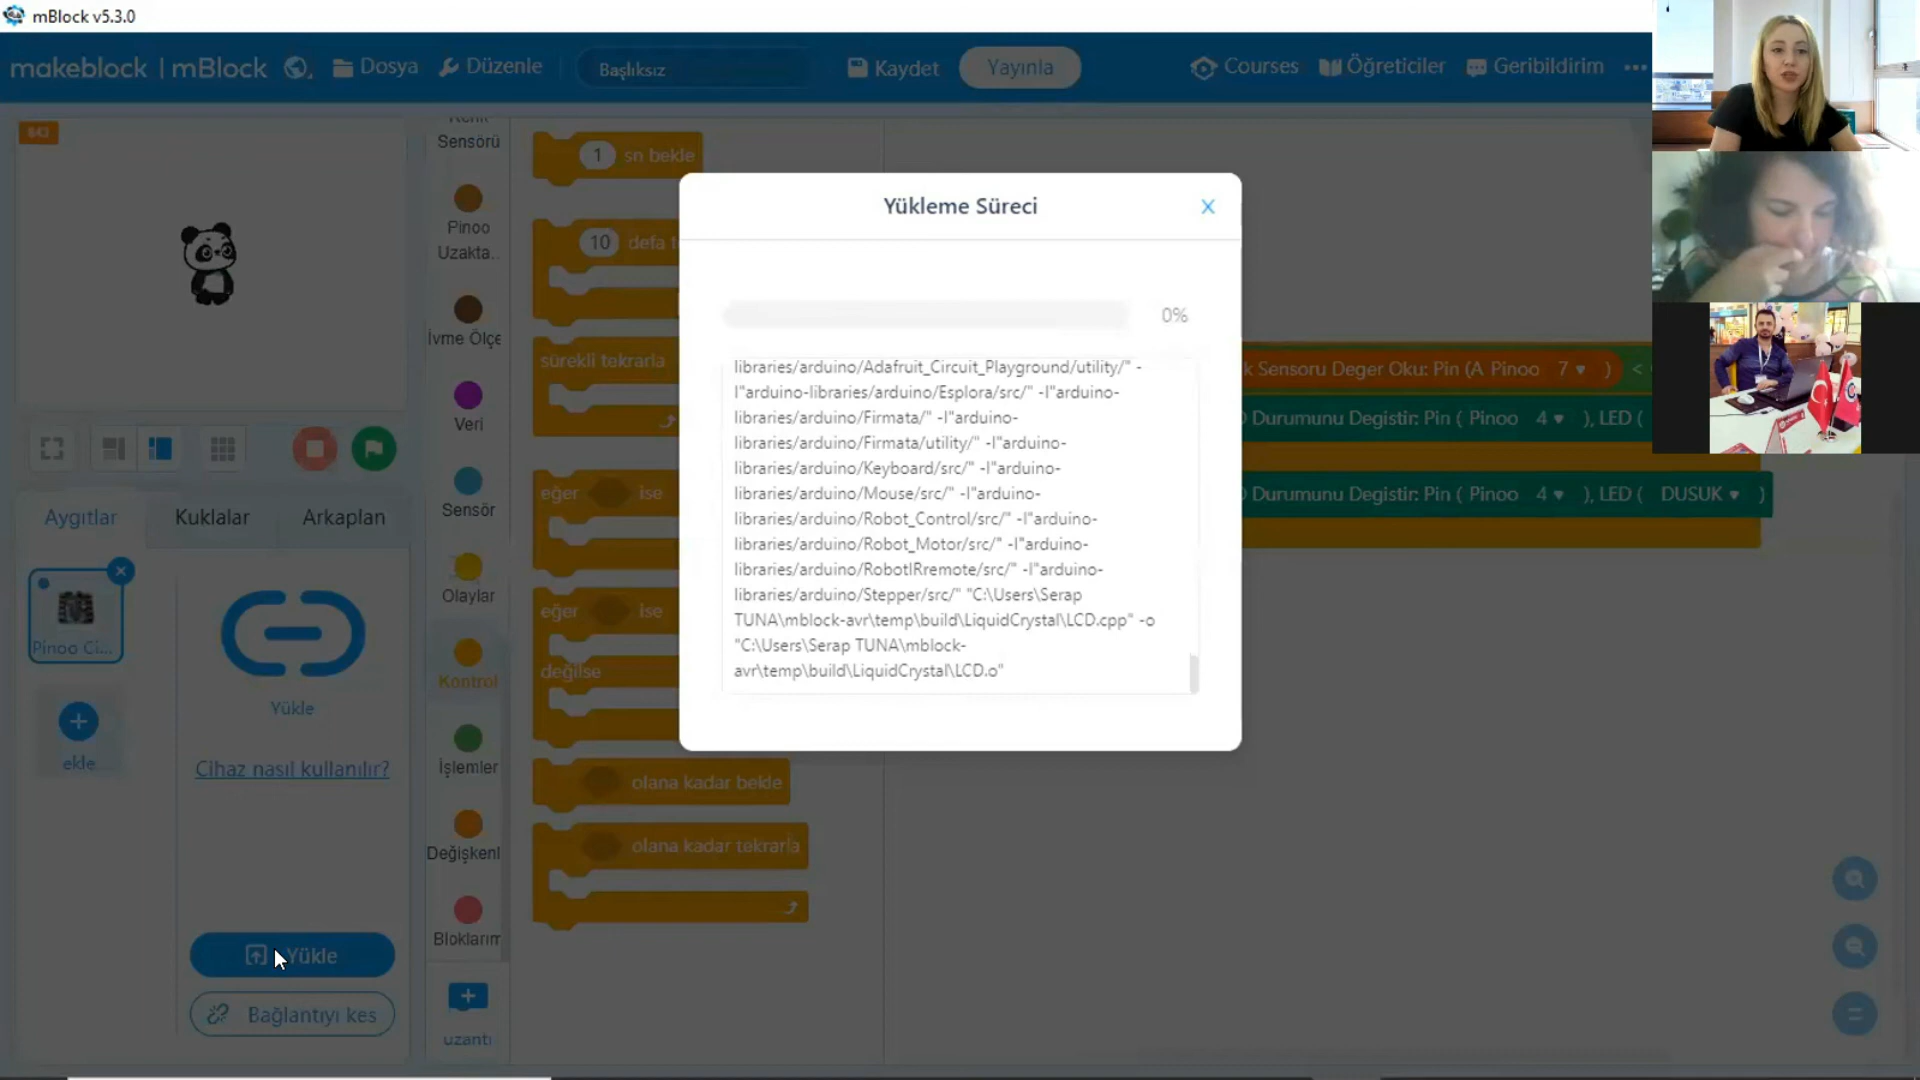 mBlock v5.3.0
makeblock | mBlock
Dosya
Düzenle
Başlıksız
Kaydet
Yayınla
Courses
Öğreticiler
Geribildirim
843
Sensörü
Pinoo
Uzakta..
İvme Ölçe
Veri
Sensör
Olaylar
Kontrol
İşlemler
Değişkenl
Bloklarım
uzantı
1 sn bekle
10 defa t
sürekli tekrarla
eğer ise
eğer ise
değilse
olana kadar bekle
olana kadar tekrarla
Aygıtlar
Kuklalar
Arkaplan
Pinoo Ci...
ekle
Yükle
Cihaz nasıl kullanılır?
Yükle
Bağlantıyı kes
Yükleme Süreci
0%
libraries/arduino/Adafruit_Circuit_Playground/utility/" -
I"arduino-libraries/arduino/Esplora/src/" -I"arduino-
libraries/arduino/Firmata/" -I"arduino-
libraries/arduino/Firmata/utility/" -I"arduino-
libraries/arduino/Keyboard/src/" -I"arduino-
libraries/arduino/Mouse/src/" -I"arduino-
libraries/arduino/Robot_Control/src/" -I"arduino-
libraries/arduino/Robot_Motor/src/" -I"arduino-
libraries/arduino/RobotIRremote/src/" -I"arduino-
libraries/arduino/Stepper/src/" "C:\Users\Serap
TUNA\mblock-avr\temp\build\LiquidCrystal\LCD.cpp" -o
"C:\Users\Serap TUNA\mblock-
avr\temp\build\LiquidCrystal\LCD.o"
k Sensoru Deger Oku: Pin (A Pinoo 7 ) <
Durumunu Degistir: Pin ( Pinoo 4 ), LED (
Durumunu Degistir: Pin ( Pinoo 4 ), LED ( DUSUK )